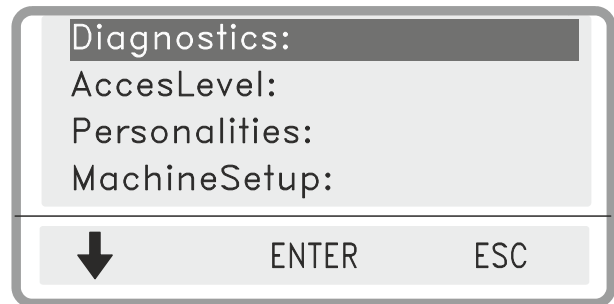 Diagnostics:
AccesLevel:
Personalities:
MachineSetup:
ENTER ESC